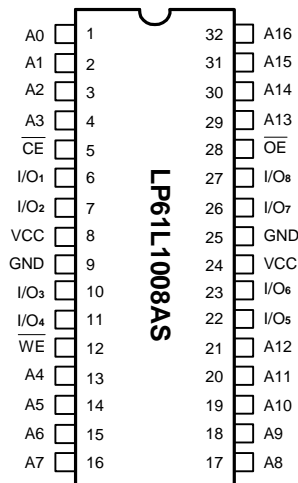 A0 1 32 A16
A1 2 31 A15
A2 3 30 A14
A3 4 29 A13
C̅E̅ 5 28 O̅E̅
I/O₁ 6 27 I/O₈
I/O₂ 7 26 I/O₇
VCC 8 25 GND
GND 9 24 VCC
I/O₃ 10 23 I/O₆
I/O₄ 11 22 I/O₅
W̅E̅ 12 21 A12
A4 13 20 A11
A5 14 19 A10
A6 15 18 A9
A7 16 17 A8
LP61L1008AS